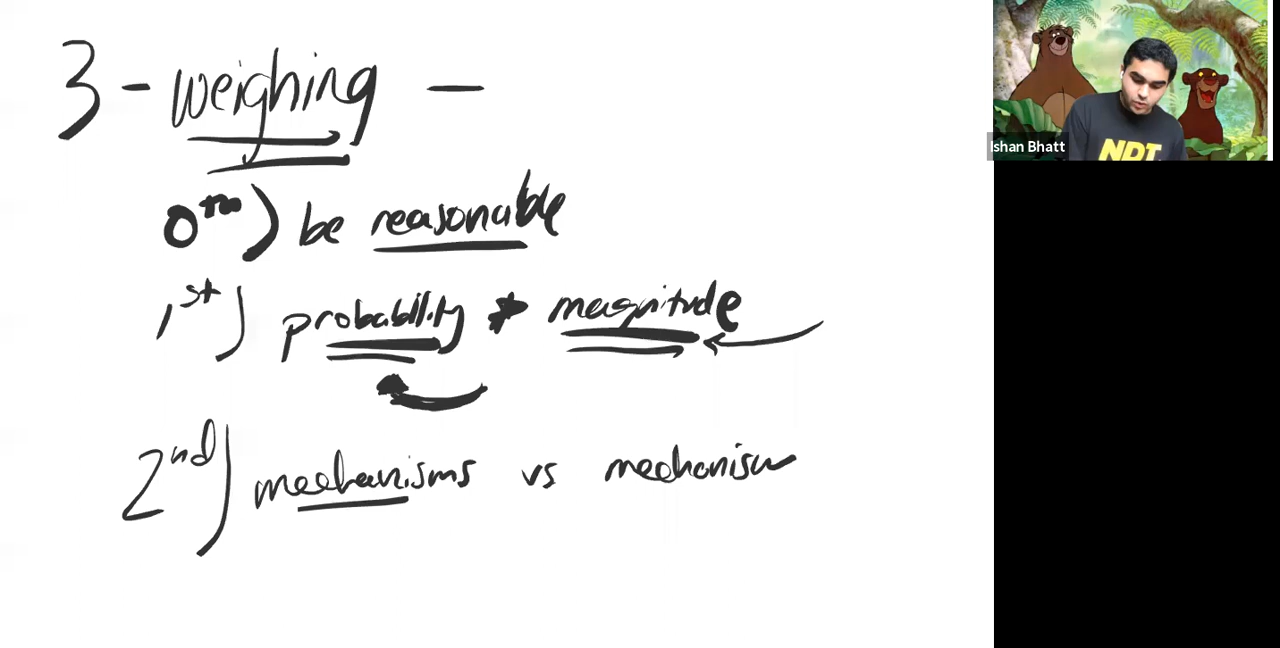 3 - weighing -
0th) be reasonable
1st) probability * magnitude
2nd) mechanisms vs mechanism
Ishan Bhatt
NDT